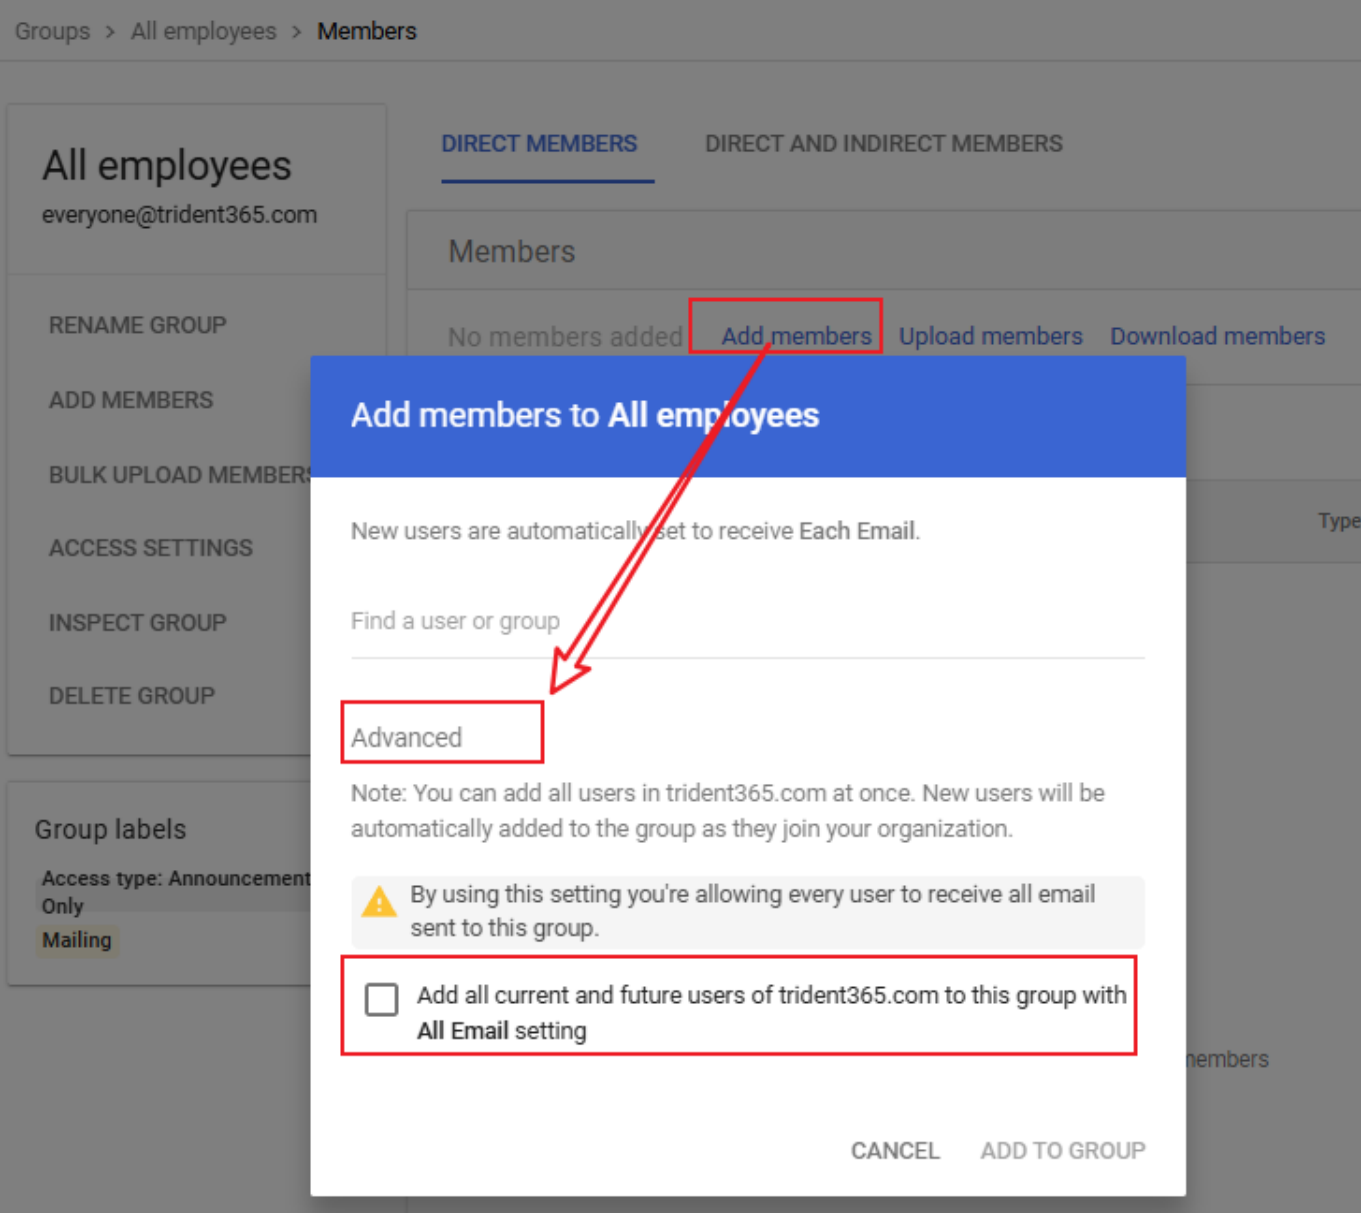 Groups > All employees > Members
All employees
everyone@trident365.com
RENAME GROUP
ADD MEMBERS
BULK UPLOAD MEMBERS
ACCESS SETTINGS
INSPECT GROUP
DELETE GROUP
Group labels
Access type: Announcement
Only
Mailing
DIRECT MEMBERS DIRECT AND INDIRECT MEMBERS
Members
No members added Add members Upload members Download members
Type
Add members to All employees
New users are automatically set to receive Each Email.
Find a user or group
Advanced
Note: You can add all users in trident365.com at once. New users will be
automatically added to the group as they join your organization.
By using this setting you're allowing every user to receive all email
sent to this group.
Add all current and future users of trident365.com to this group with
All Email setting
members
CANCEL ADD TO GROUP